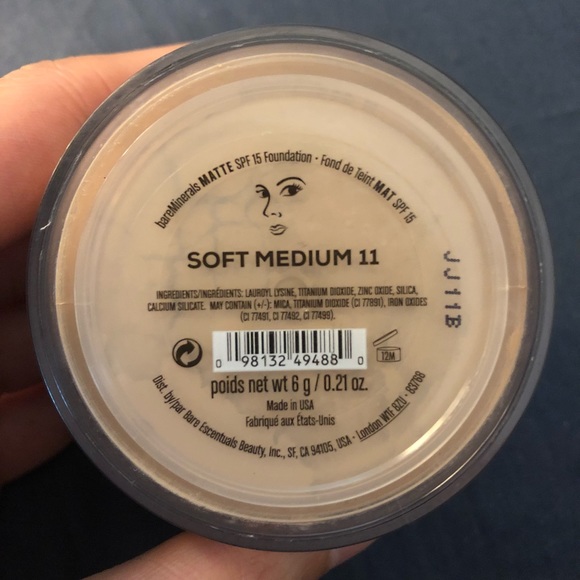 bareMinerals MATTE SPF 15 Foundation • Fond de Teint MAT SPF 15
SOFT MEDIUM 11
INGREDIENTS/INGRÉDIENTS: LAUROYL LYSINE, TITANIUM DIOXIDE, ZINC OXIDE, SILICA,
CALCIUM SILICATE. MAY CONTAIN (+/-): MICA, TITANIUM DIOXIDE (CI 77891), IRON OXIDES
(CI 77491, CI 77492, CI 77499).
0 98132 49488 0
12M
poids net wt 6 g / 0.21 oz.
Made in USA
Fabriqué aux États-Unis
Dist. by/par Bare Escentuals Beauty, Inc., SF, CA 94105, USA • London W1F 8ZU • 83768
JJ11B